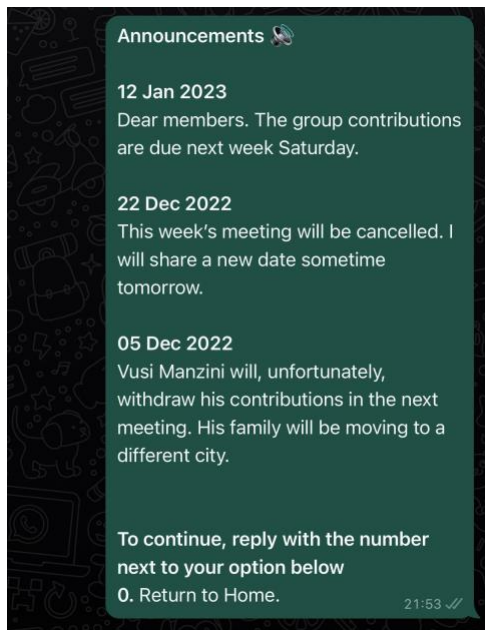 Announcements 🔊
12 Jan 2023
Dear members. The group contributions
are due next week Saturday.
22 Dec 2022
This week’s meeting will be cancelled. I
will share a new date sometime
tomorrow.
05 Dec 2022
Vusi Manzini will, unfortunately,
withdraw his contributions in the next
meeting. His family will be moving to a
different city.
To continue, reply with the number
next to your option below
0. Return to Home.
21:53